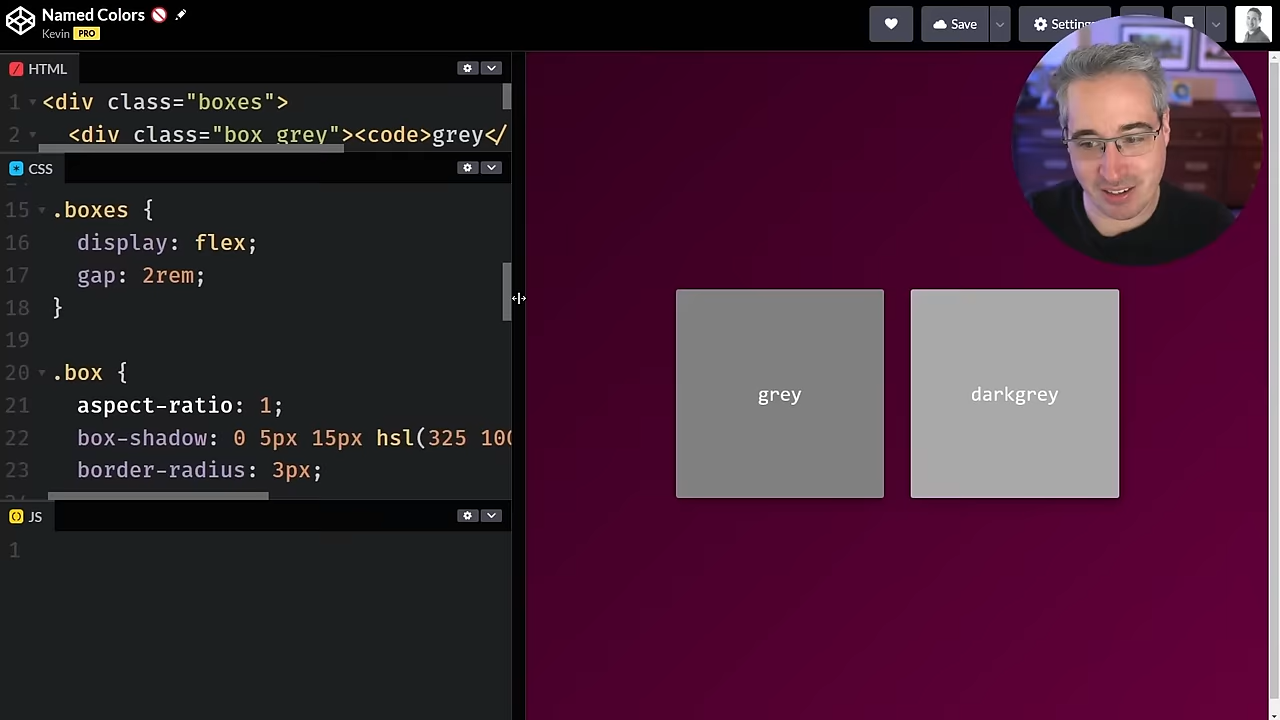 Named Colors
Kevin PRO
Save
Setting
HTML
1 <div class="boxes">
2 <div class="box grey"><code>grey</
CSS
15 .boxes {
16 display: flex;
17 gap: 2rem;
18 }
19
20 .box {
21 aspect-ratio: 1;
22 box-shadow: 0 5px 15px hsl(325 100
23 border-radius: 3px;
JS
1
grey
darkgrey